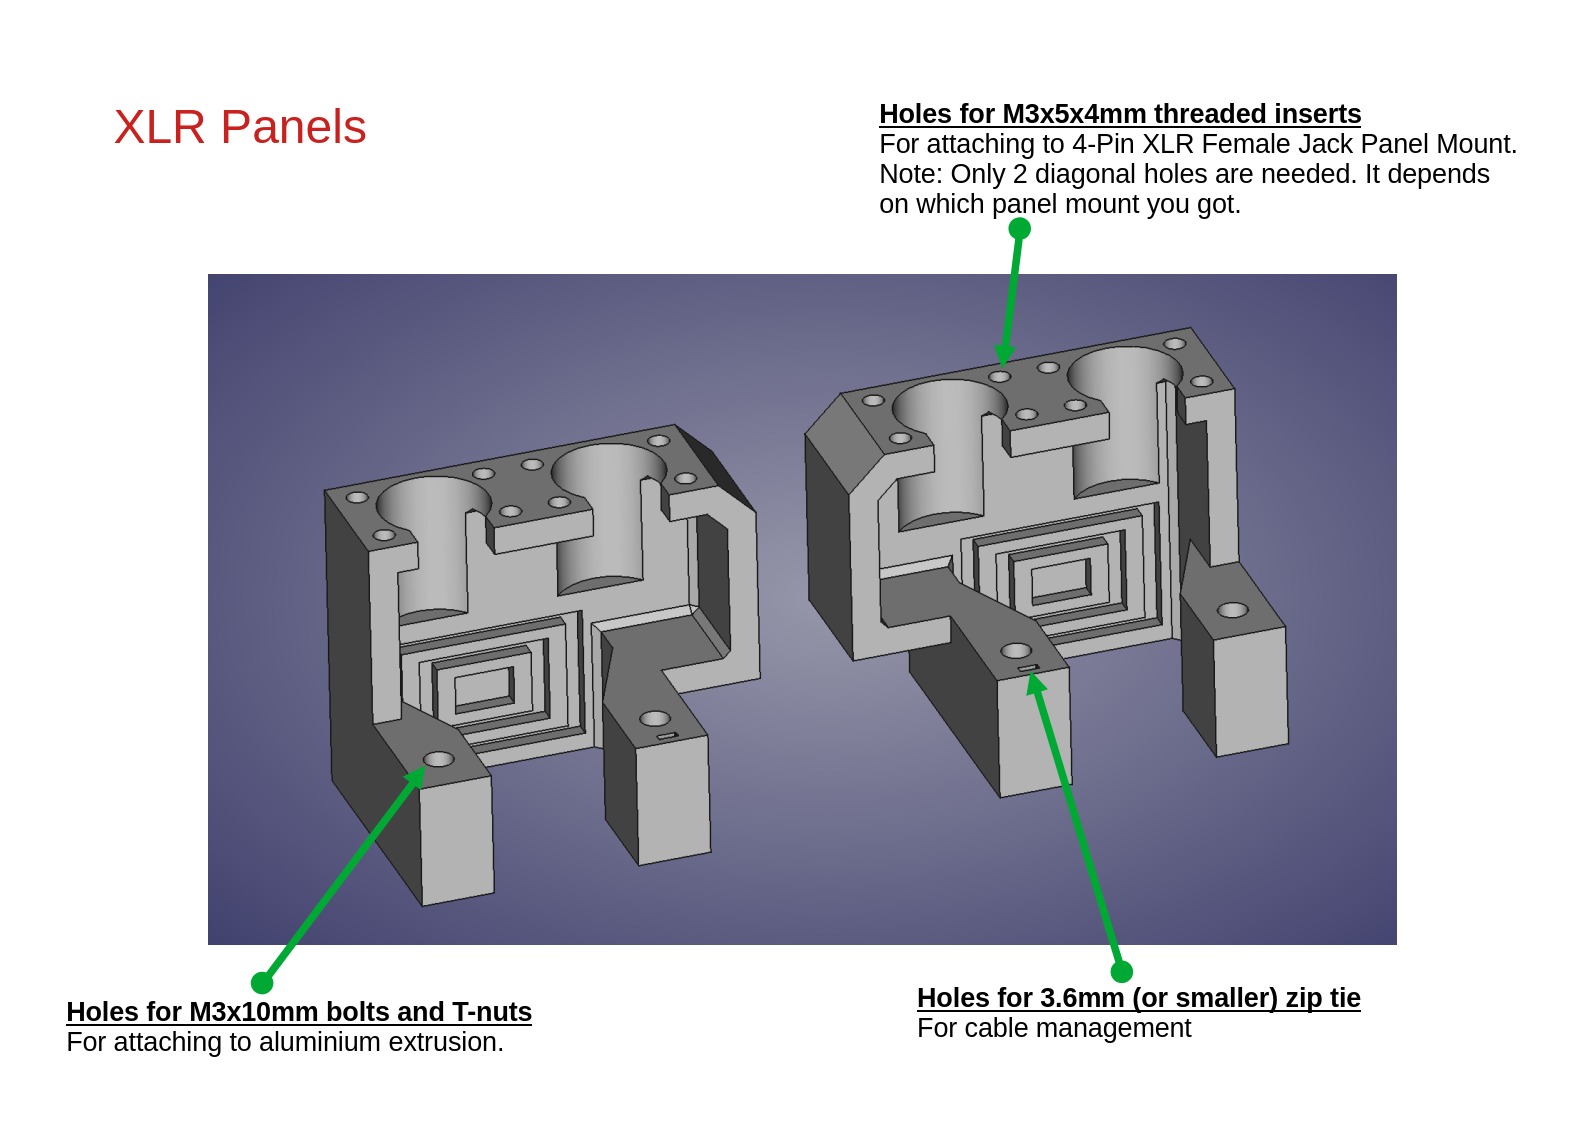 XLR Panels
Holes for M3x5x4mm threaded inserts
For attaching to 4-Pin XLR Female Jack Panel Mount.
Note: Only 2 diagonal holes are needed. It depends
on which panel mount you got.
Holes for M3x10mm bolts and T-nuts
For attaching to aluminium extrusion.
Holes for 3.6mm (or smaller) zip tie
For cable management